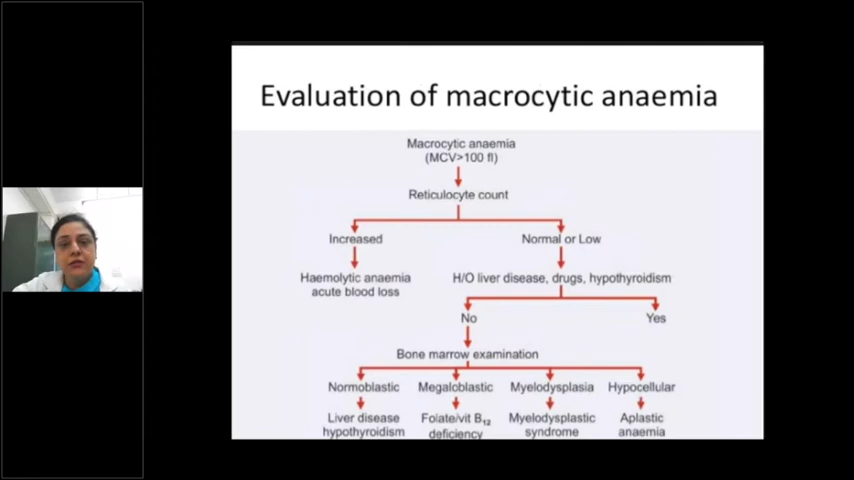 Evaluation of macrocytic anaemia
Macrocytic anaemia
(MCV>100 fl)
Reticulocyte count
Increased
Normal or Low
Haemolytic anaemia
acute blood loss
H/O liver disease, drugs, hypothyroidism
No
Yes
Bone marrow examination
Normoblastic
Megaloblastic
Myelodysplasia
Hypocellular
Liver disease
hypothyroidism
Folate/vit B₁₂
deficiency
Myelodysplastic
syndrome
Aplastic
anaemia